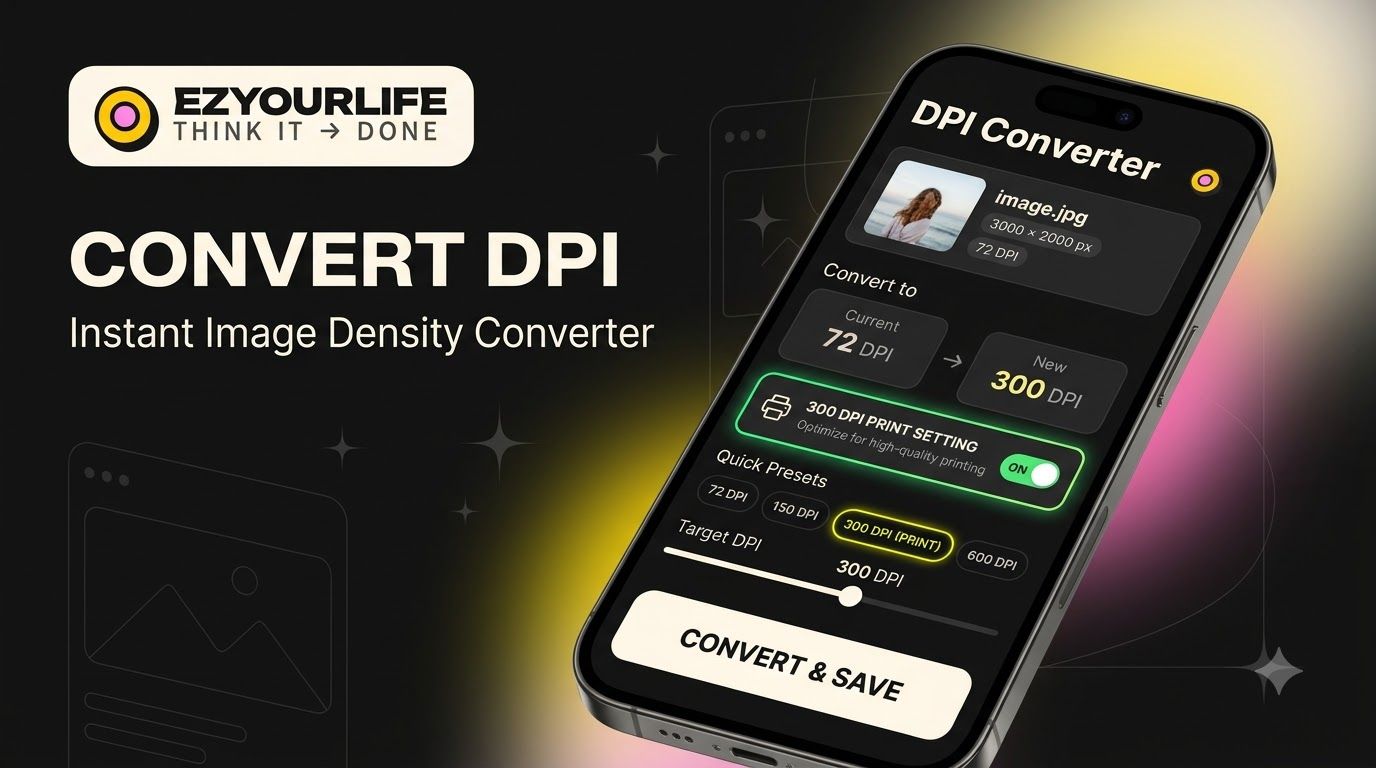 EZYOURLIFE
THINK IT → DONE
CONVERT DPI
Instant Image Density Converter
DPI Converter
image.jpg
3000 × 2000 px
72 DPI
Convert to
Current
72 DPI
→
New
300 DPI
300 DPI PRINT SETTING
Optimize for high-quality printing
ON
Quick Presets
72 DPI
150 DPI
300 DPI (PRINT)
600 DPI
Target DPI
300 DPI
CONVERT & SAVE